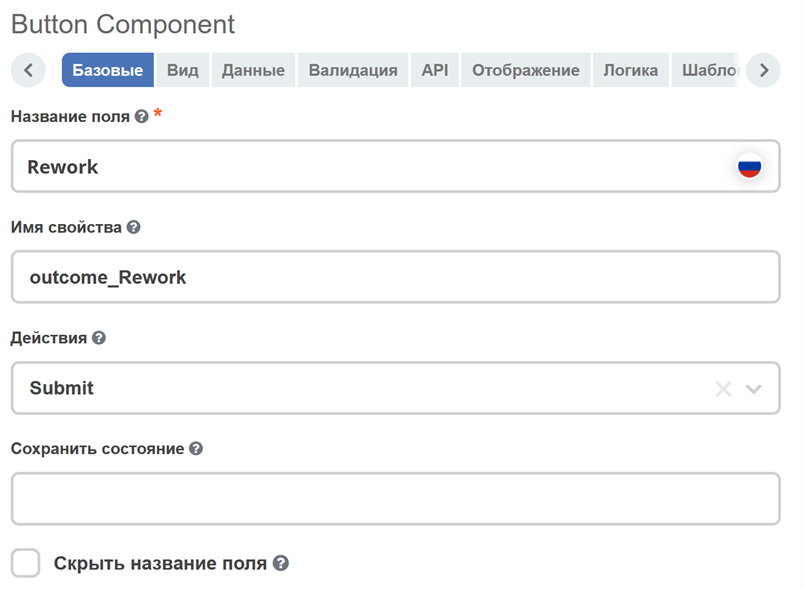 Button Component
Базовые Вид Данные Валидация API Отображение Логика Шабло
Название поля *
Rework
Имя свойства
outcome_Rework
Действия
Submit
Сохранить состояние
Скрыть название поля